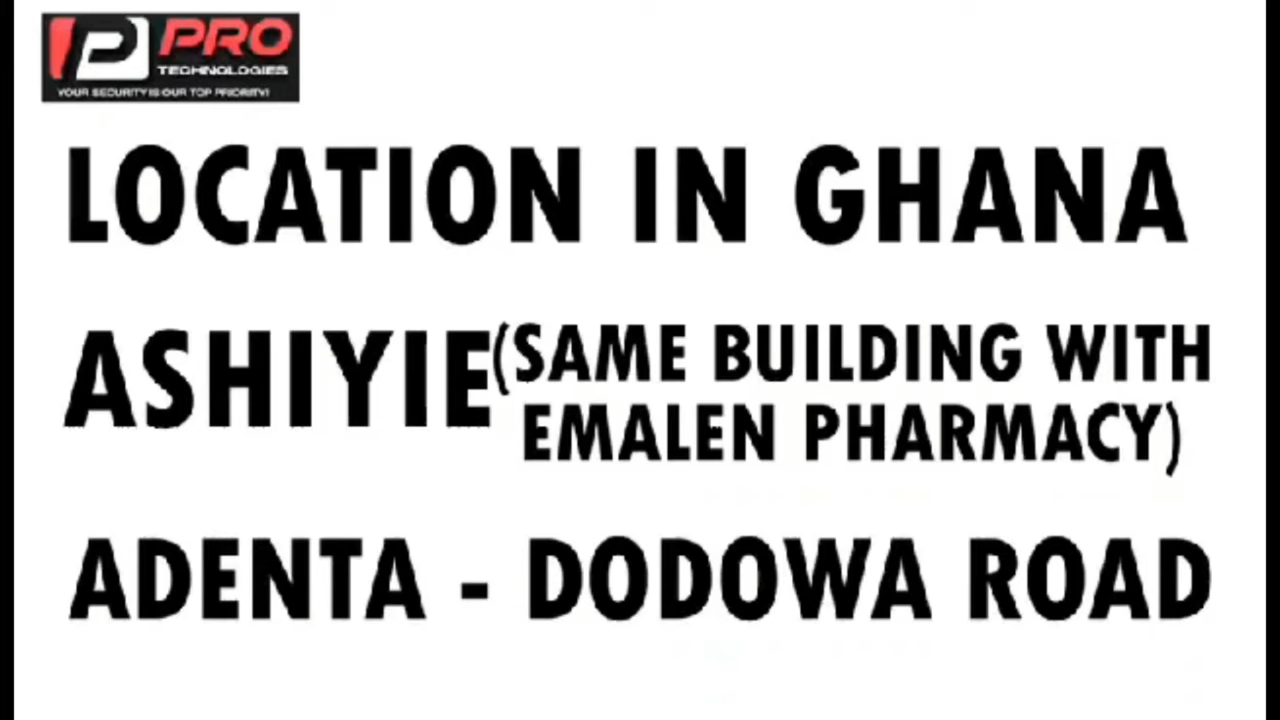 PRO
TECHNOLOGIES
YOUR SECURITY IS OUR TOP PRIORITY!
LOCATION IN GHANA
ASHIYIE (SAME BUILDING WITH
EMALEN PHARMACY)
ADENTA - DODOWA ROAD